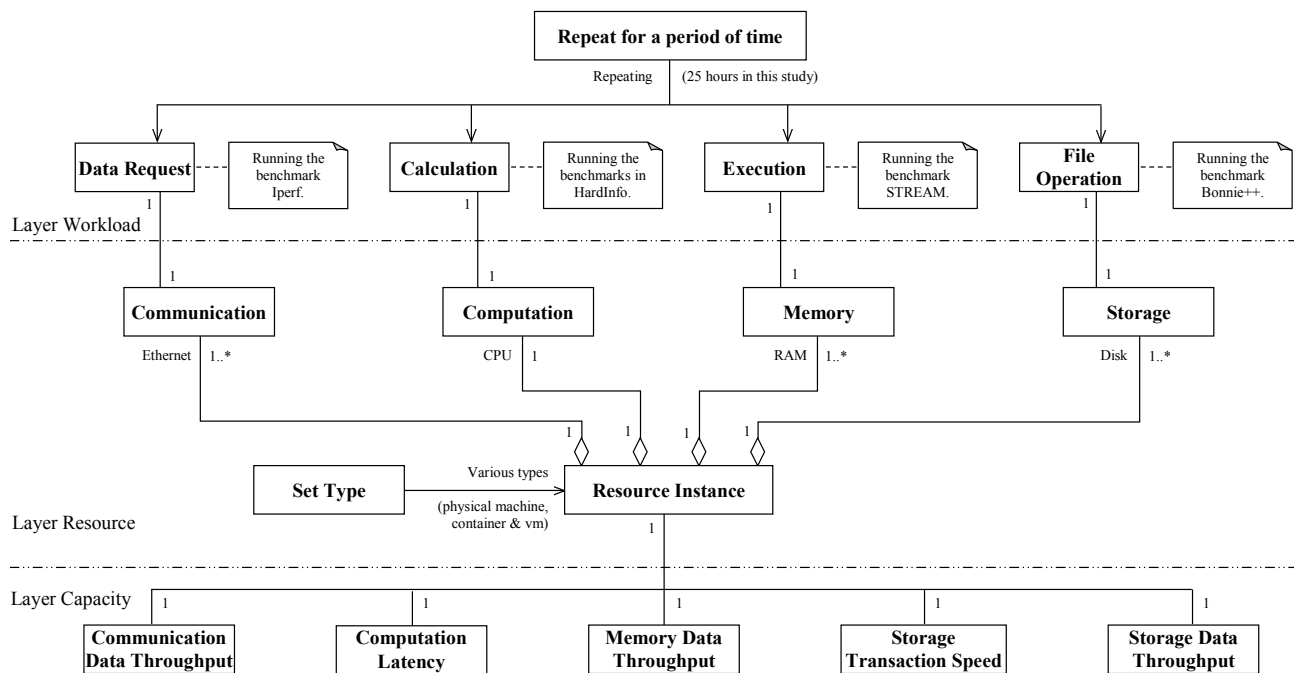 Repeat for a period of time
Repeating (25 hours in this study)
Data Request
Running the
benchmark
Iperf.
Calculation
Running the
benchmarks in
HardInfo.
Execution
Running the
benchmark
STREAM.
File
Operation
Running the
benchmark
Bonnie++.
1 1 1 1
Layer Workload
1 1 1 1
Communication
Computation
Memory
Storage
Ethernet 1..*
CPU 1
RAM 1..*
Disk 1..*
1 1 1 1
Set Type
Various types
(physical machine,
container & vm)
Resource Instance
1
Layer Resource
Layer Capacity
1 1 1 1 1
Communication
Data Throughput
Computation
Latency
Memory Data
Throughput
Storage
Transaction Speed
Storage Data
Throughput